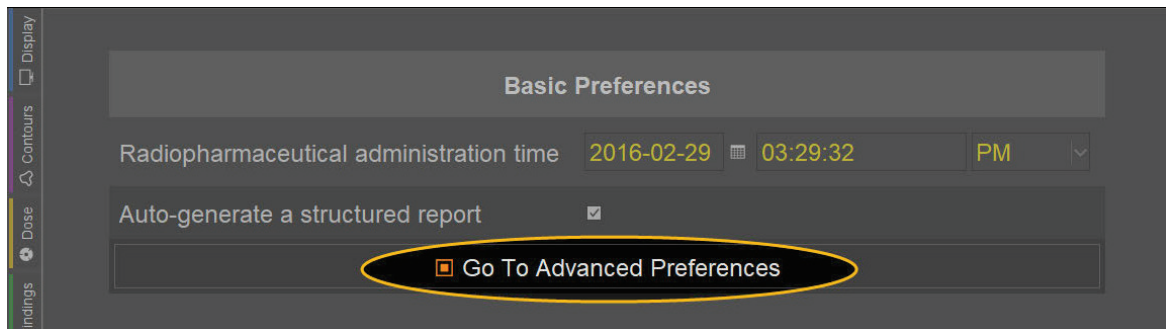 Display
Contours
Dose
indings
Basic Preferences
Radiopharmaceutical administration time 2016-02-29 03:29:32 PM
Auto-generate a structured report
Go To Advanced Preferences